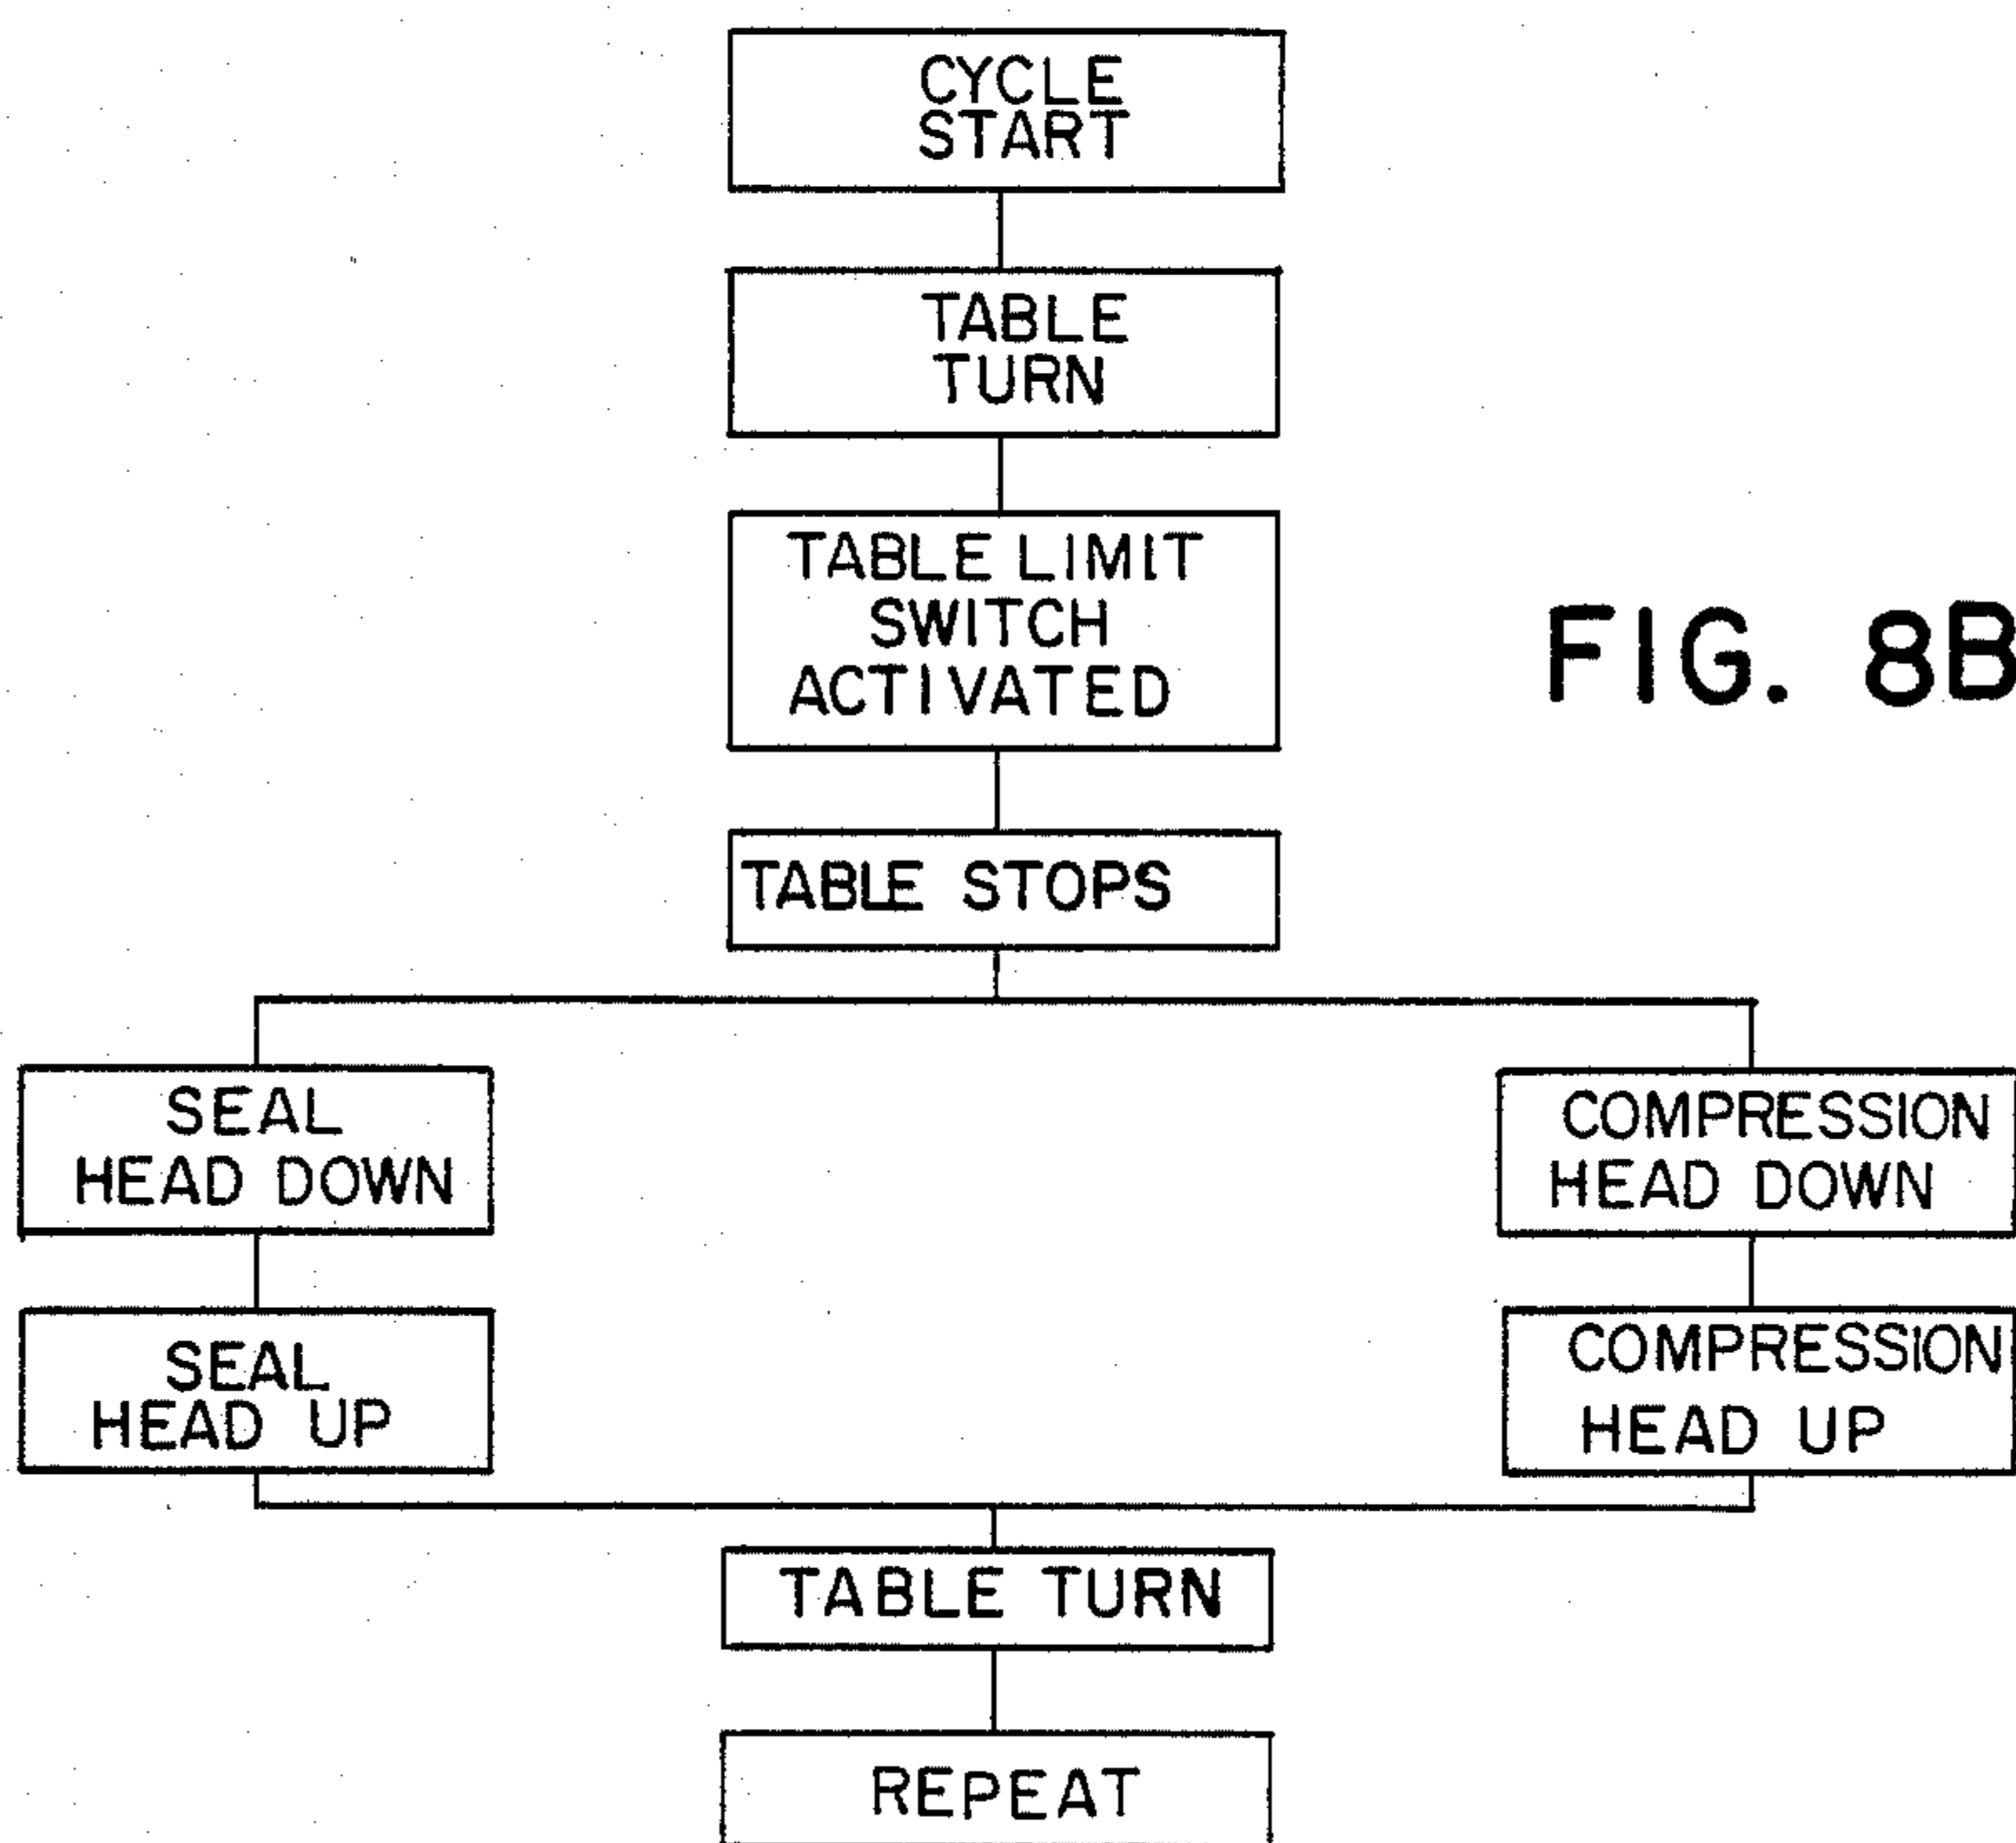 CYCLE
START
TABLE
TURN
TABLE LIMIT
SWITCH
ACTIVATED
FIG. 8B
TABLE STOPS
SEAL
HEAD DOWN
COMPRESSION
HEAD DOWN
SEAL
HEAD UP
COMPRESSION
HEAD UP
TABLE TURN
REPEAT